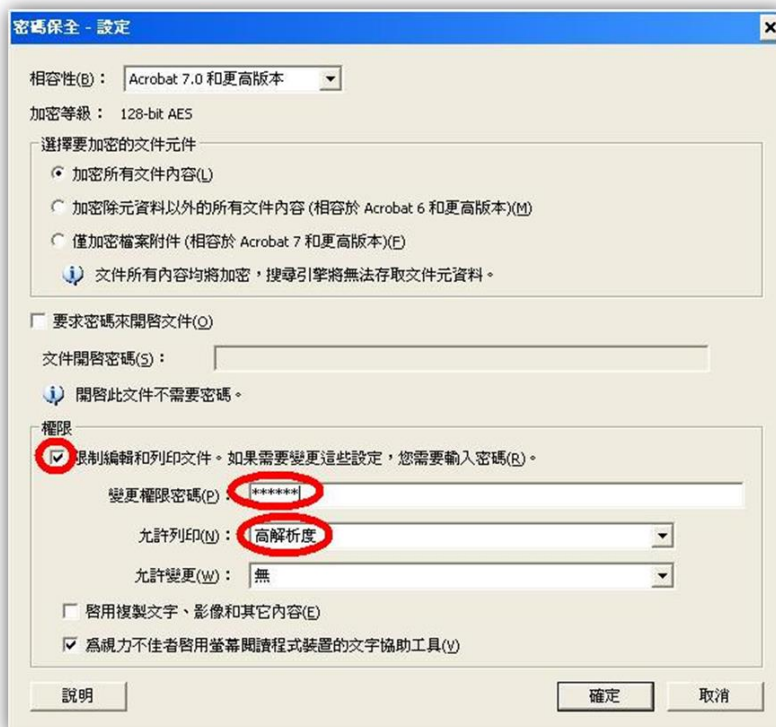 密碼保全 - 設定
相容性(B)： Acrobat 7.0 和更高版本
加密等級： 128-bit AES
選擇要加密的文件元件
加密所有文件內容(L)
加密除元資料以外的所有文件內容 (相容於 Acrobat 6 和更高版本)(M)
僅加密檔案附件 (相容於 Acrobat 7 和更高版本)(F)
文件所有內容均將加密，搜尋引擎將無法存取文件元資料。
要求密碼來開啓文件(O)
文件開啓密碼(S)：
開啓此文件不需要密碼。
權限
限制編輯和列印文件。如果需要變更這些設定，您需要輸入密碼(R)。
變更權限密碼(P)： ******
允許列印(N)： 高解析度
允許變更(W)： 無
啓用複製文字、影像和其它內容(E)
爲視力不佳者啓用螢幕閱讀程式裝置的文字協助工具(V)
說明 確定 取消